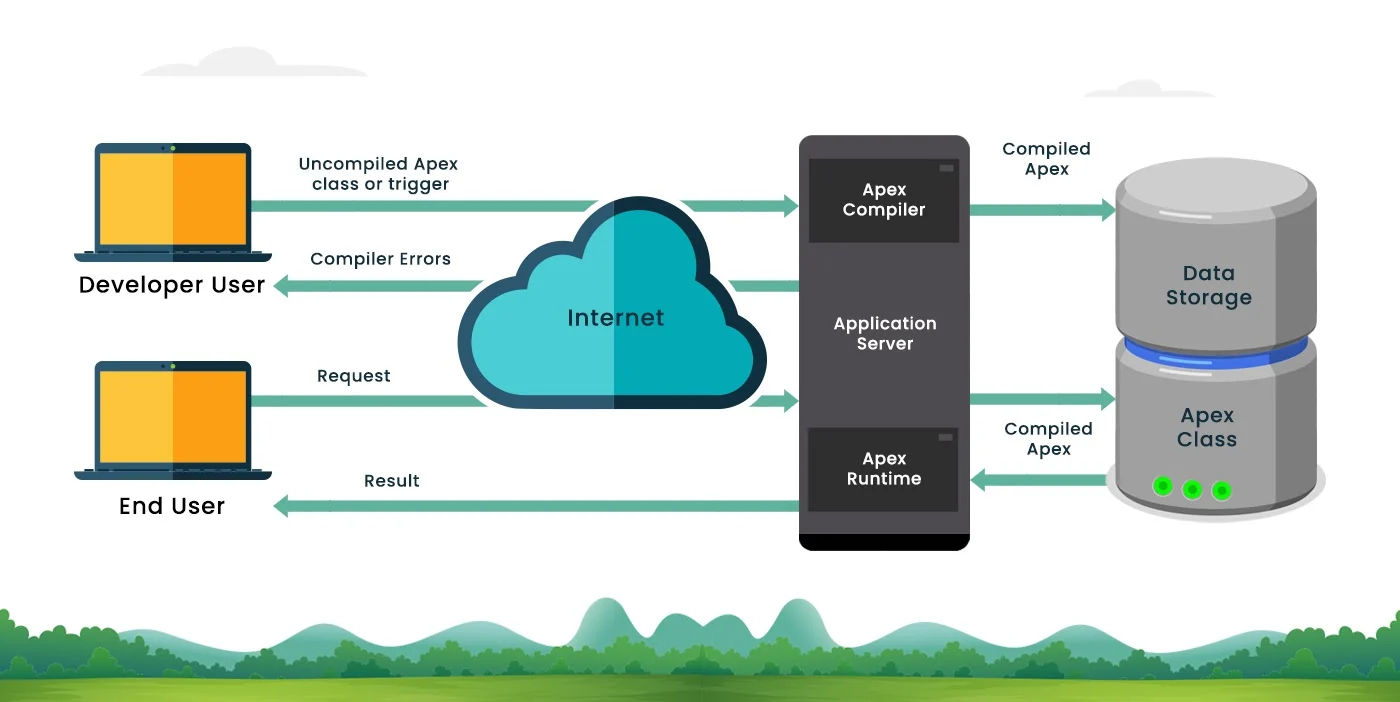 Uncompiled Apex
class or trigger
Apex
Compiler
Compiled
Apex
Developer User
Compiler Errors
Internet
Application
Server
Data
Storage
Request
Compiled
Apex
Apex
Class
End User
Result
Apex
Runtime